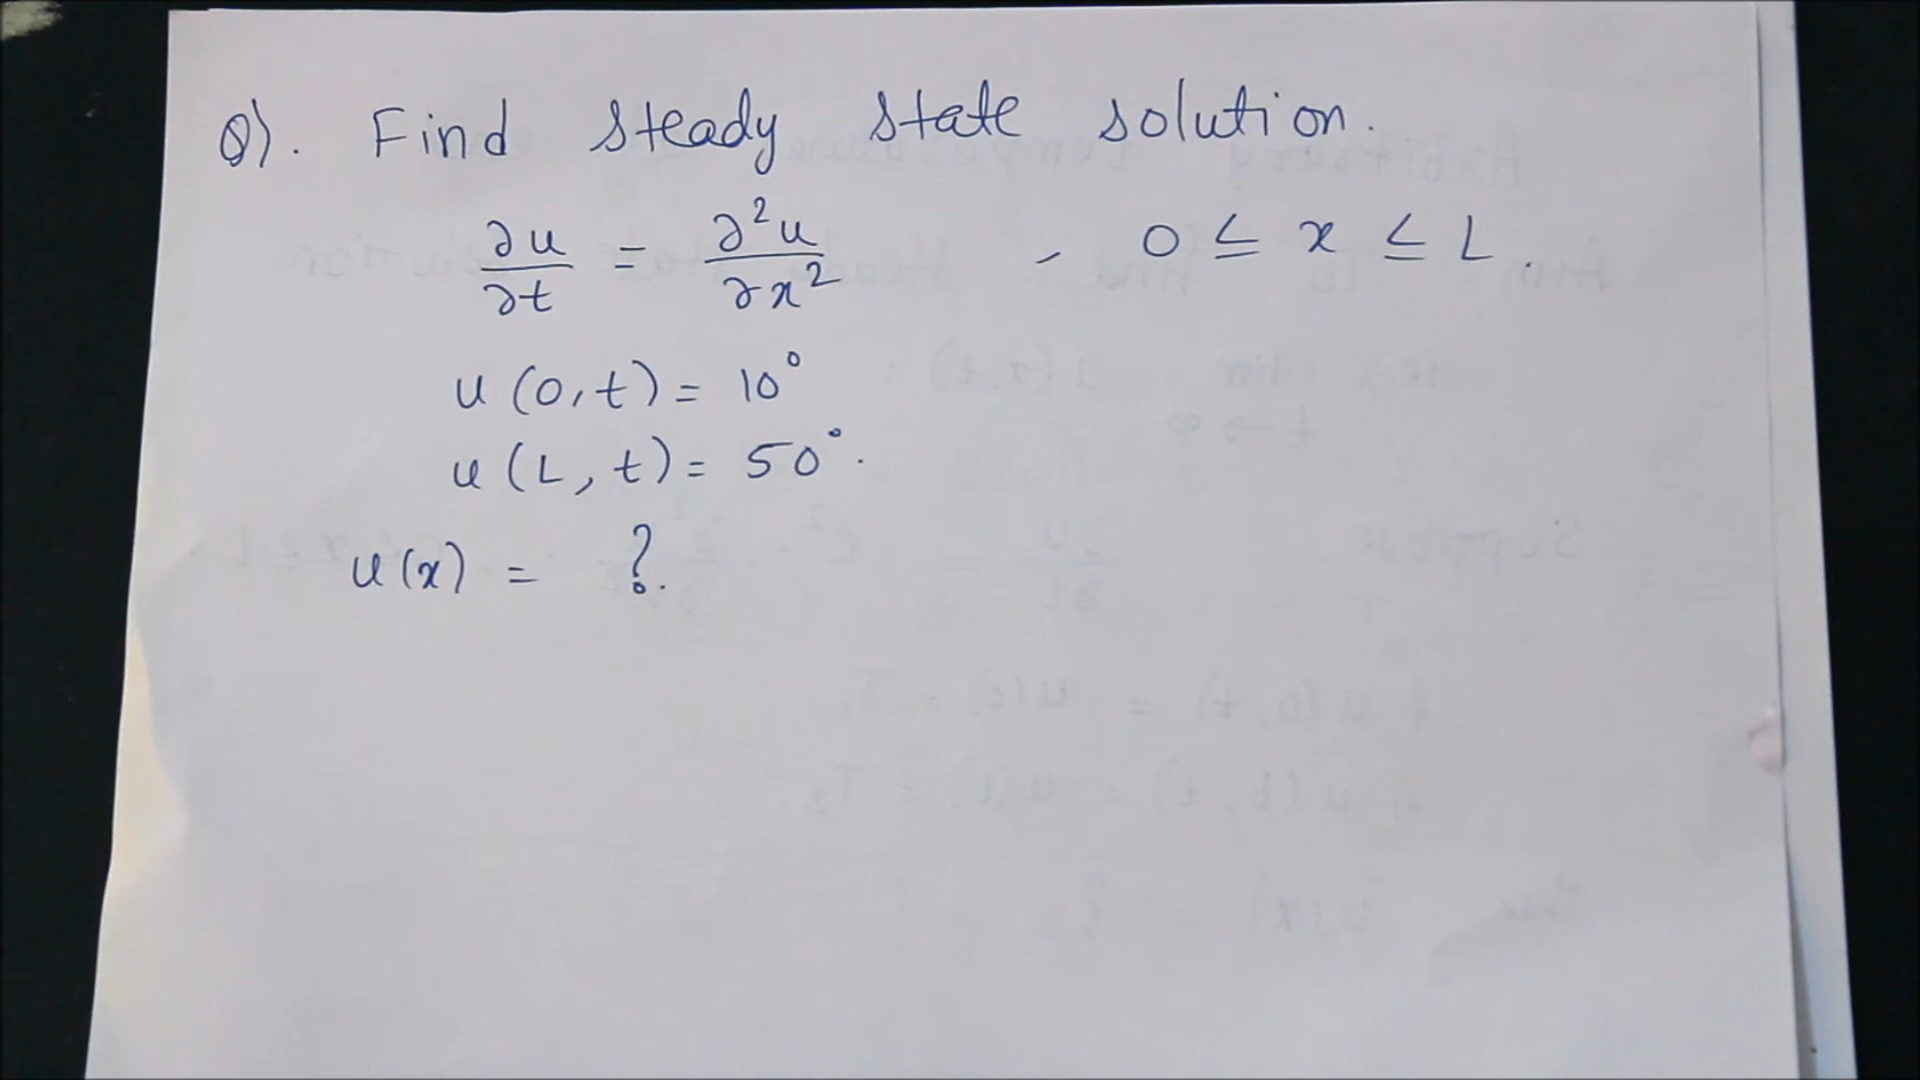 Q). Find steady state solution.
∂u/∂t = ∂²u/∂x² , 0 ≤ x ≤ L.
u(0,t) = 10°
u(L,t) = 50°.
u(x) = ?